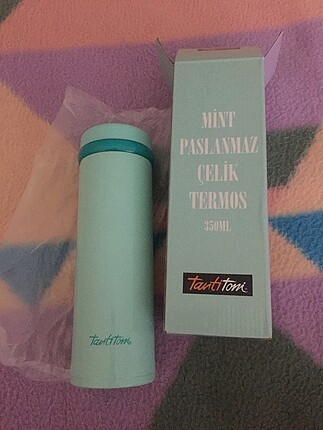 MİNT
PASLANMAZ
ÇELİK
TERMOS
350ML
Tantitoni
Tantitoni